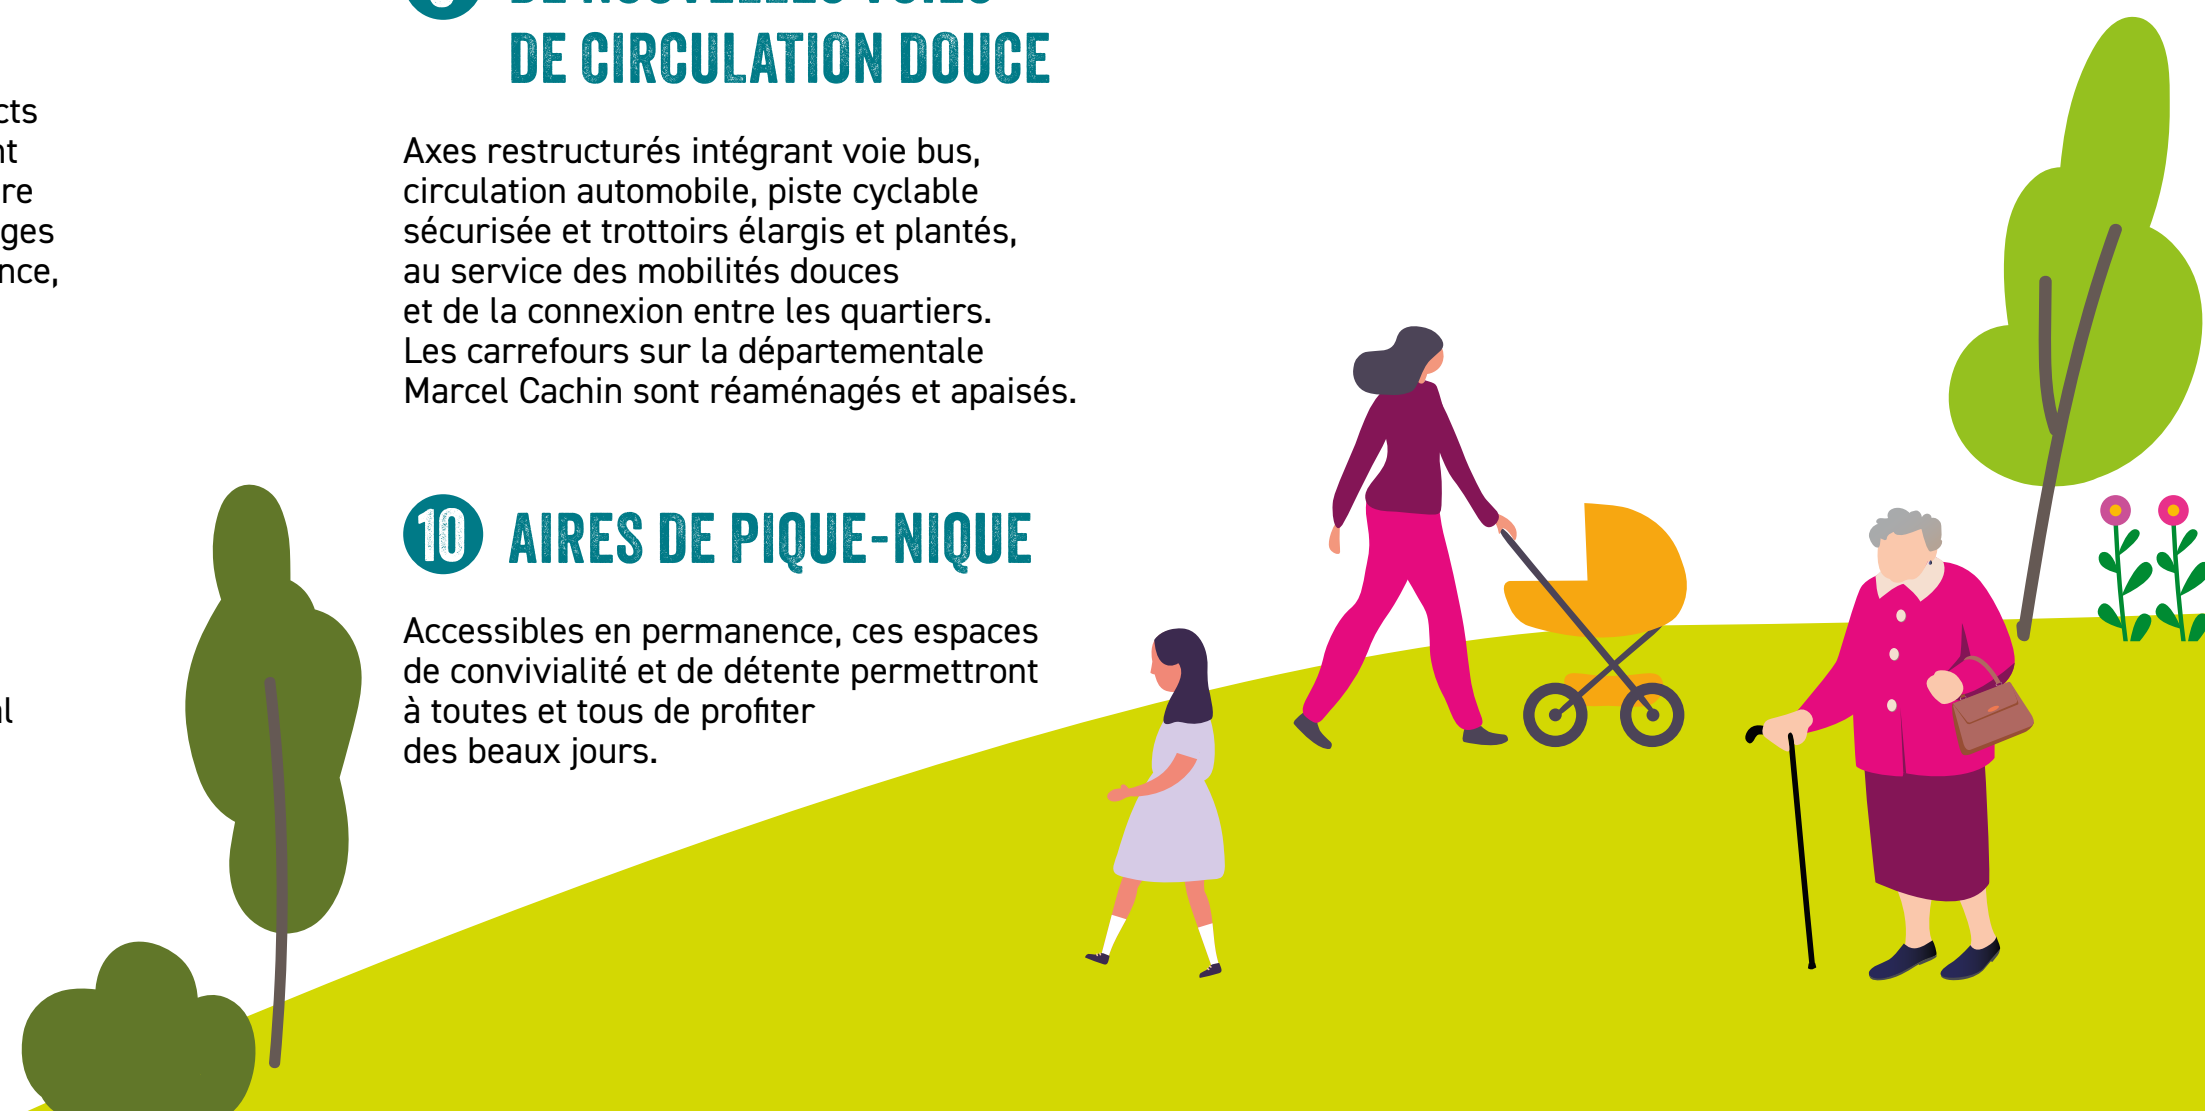 DE NOUVELLES VOIES
DE CIRCULATION DOUCE
Axes restructurés intégrant voie bus,
circulation automobile, piste cyclable
sécurisée et trottoirs élargis et plantés,
au service des mobilités douces
et de la connexion entre les quartiers.
Les carrefours sur la départementale
Marcel Cachin sont réaménagés et apaisés.
10 AIRES DE PIQUE-NIQUE
Accessibles en permanence, ces espaces
de convivialité et de détente permettront
à toutes et tous de profiter
des beaux jours.